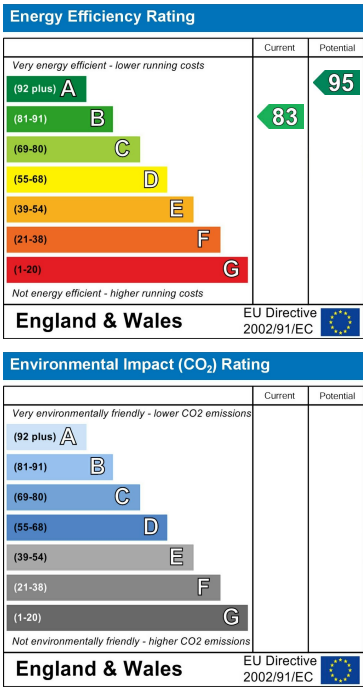 Energy Efficiency Rating
Current Potential
Very energy efficient - lower running costs
(92 plus) A
95
(81-91) B
83
(69-80) C
(55-68) D
(39-54) E
(21-38) F
(1-20) G
Not energy efficient - higher running costs
England & Wales
EU Directive
2002/91/EC
Environmental Impact (CO₂) Rating
Current Potential
Very environmentally friendly - lower CO2 emissions
(92 plus) A
(81-91) B
(69-80) C
(55-68) D
(39-54) E
(21-38) F
(1-20) G
Not environmentally friendly - higher CO2 emissions
England & Wales
EU Directive
2002/91/EC